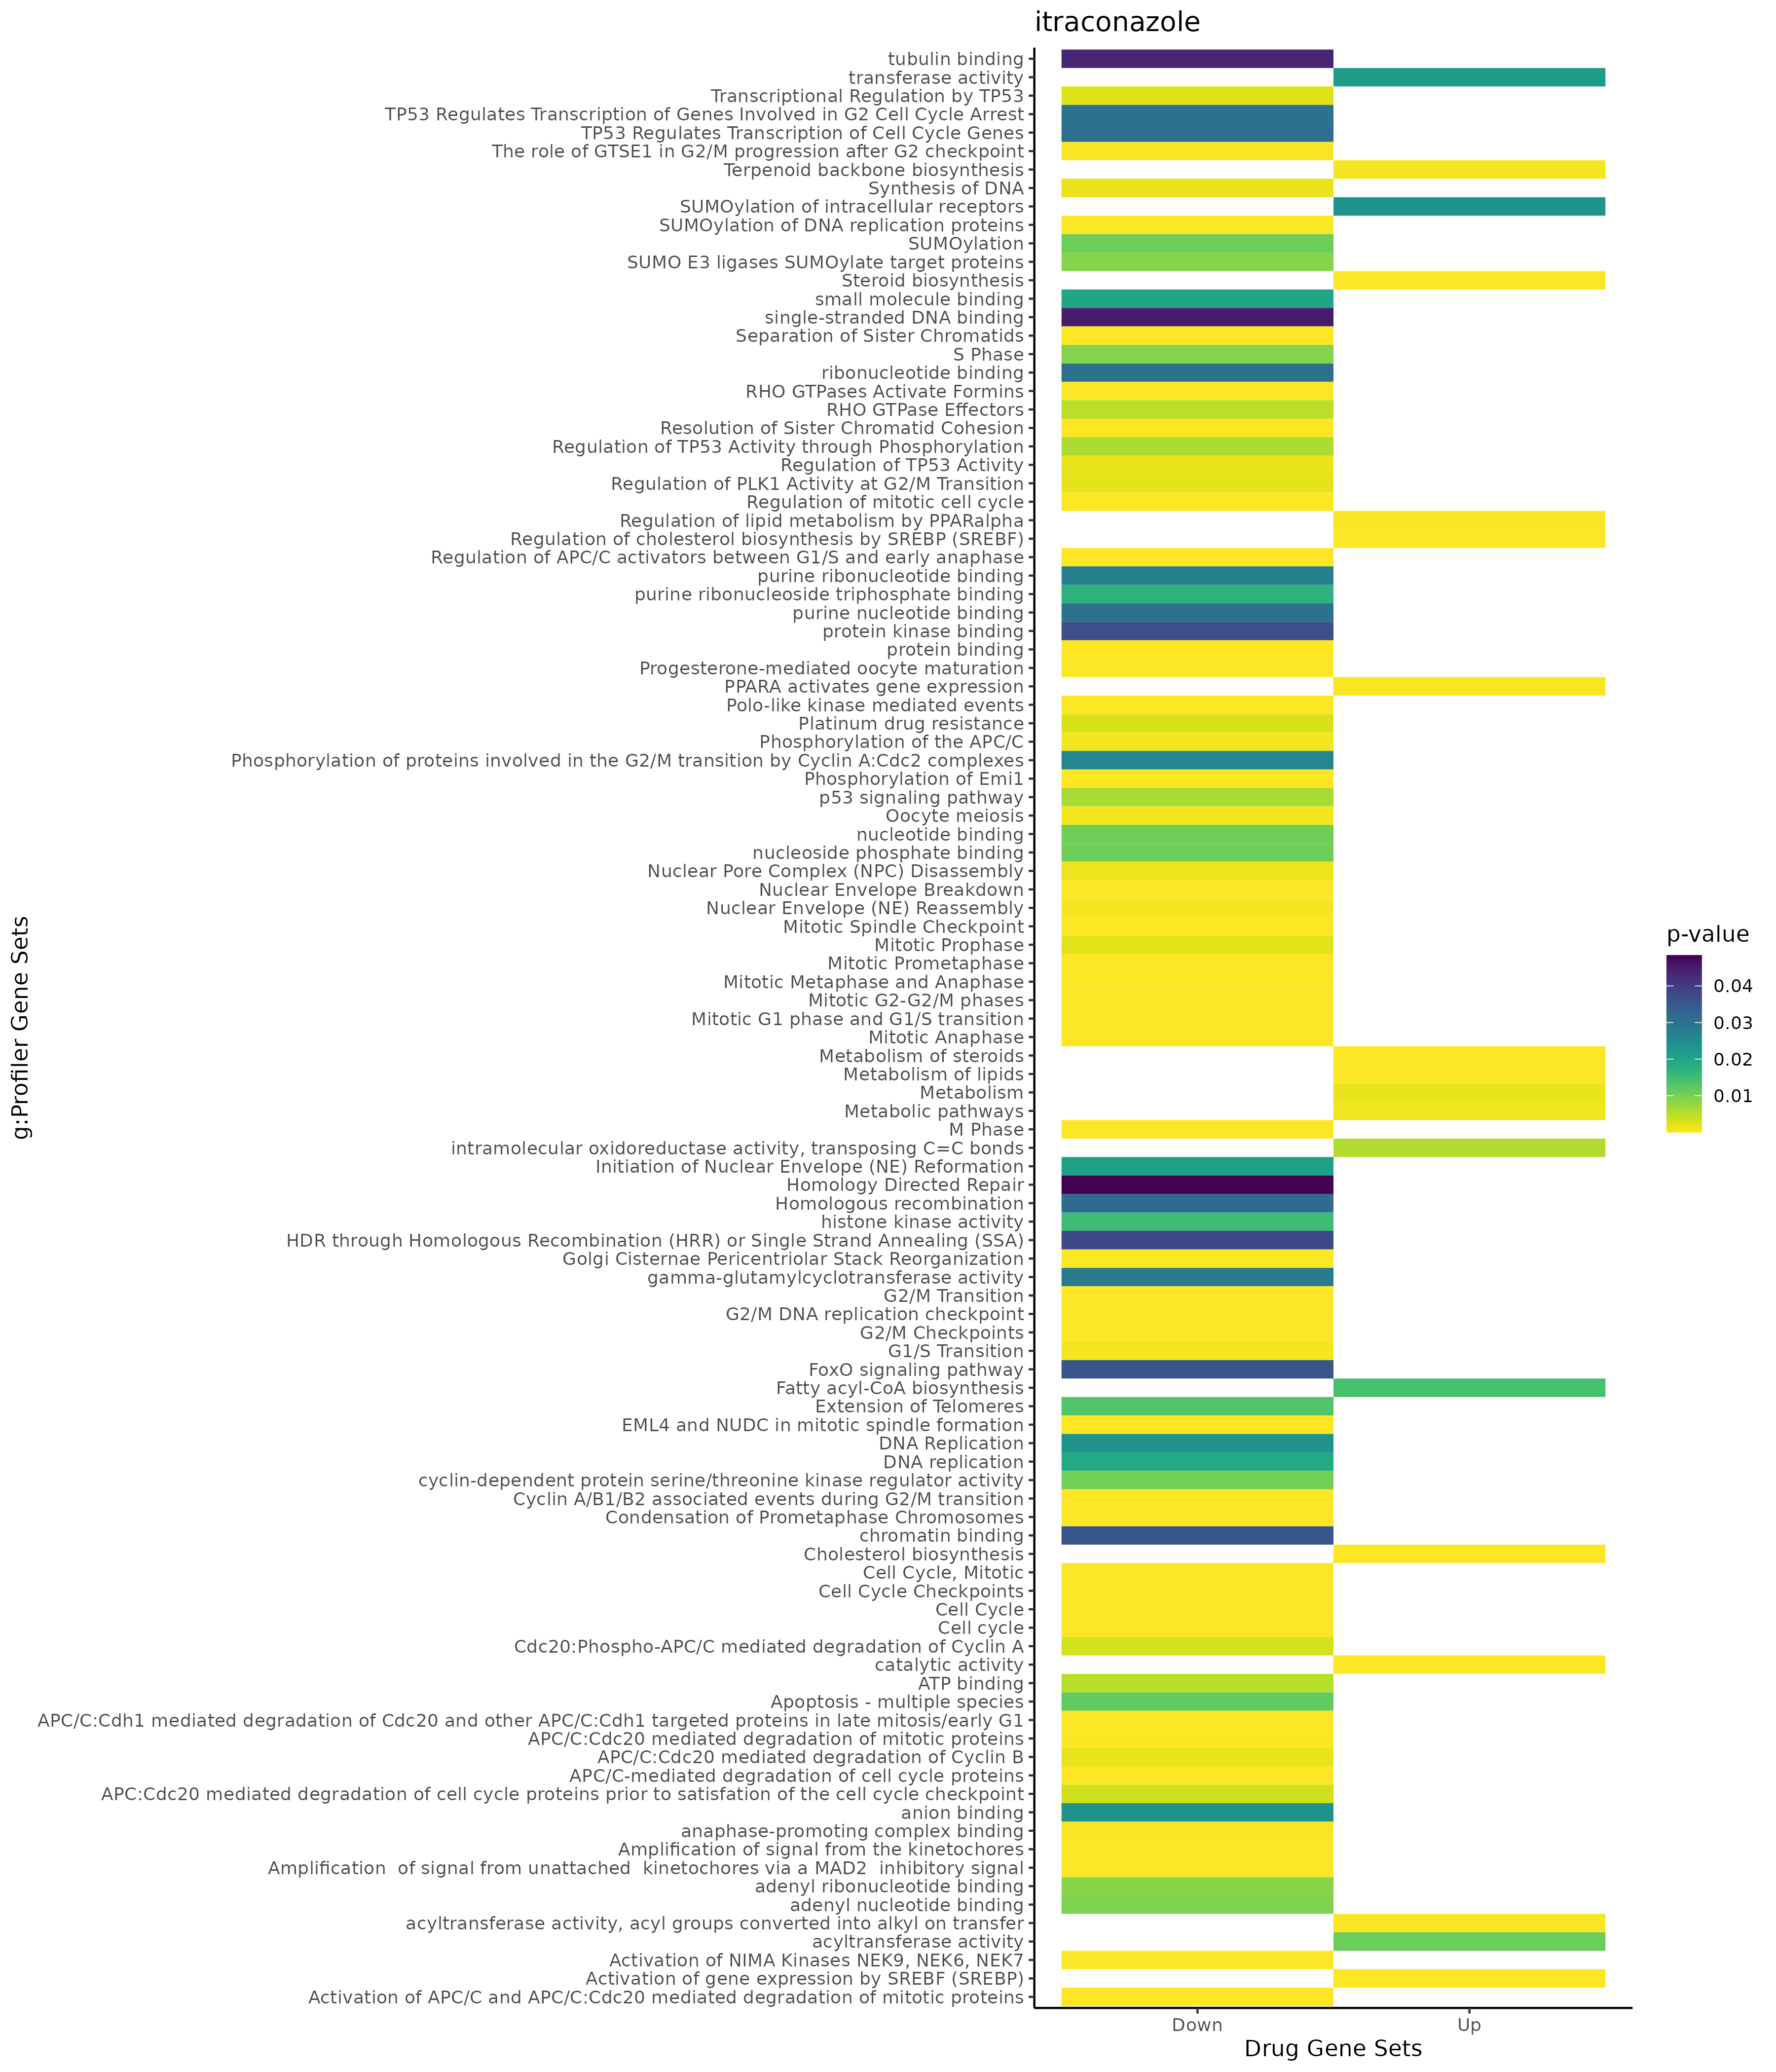 itraconazole
tubulin binding
transferase activity
Transcriptional Regulation by TP53
TP53 Regulates Transcription of Genes Involved in G2 Cell Cycle Arrest
TP53 Regulates Transcription of Cell Cycle Genes
The role of GTSE1 in G2/M progression after G2 checkpoint
Terpenoid backbone biosynthesis
Synthesis of DNA
SUMOylation of intracellular receptors
SUMOylation of DNA replication proteins
SUMOylation
SUMO E3 ligases SUMOylate target proteins
Steroid biosynthesis
small molecule binding
single-stranded DNA binding
Separation of Sister Chromatids
S Phase
ribonucleotide binding
RHO GTPases Activate Formins
RHO GTPase Effectors
Resolution of Sister Chromatid Cohesion
Regulation of TP53 Activity through Phosphorylation
Regulation of TP53 Activity
Regulation of PLK1 Activity at G2/M Transition
Regulation of mitotic cell cycle
Regulation of lipid metabolism by PPARalpha
Regulation of cholesterol biosynthesis by SREBP (SREBF)
Regulation of APC/C activators between G1/S and early anaphase
purine ribonucleotide binding
purine ribonucleoside triphosphate binding
purine nucleotide binding
protein kinase binding
protein binding
Progesterone-mediated oocyte maturation
PPARA activates gene expression
Polo-like kinase mediated events
Platinum drug resistance
Phosphorylation of the APC/C
Phosphorylation of proteins involved in the G2/M transition by Cyclin A:Cdc2 complexes
Phosphorylation of Emi1
p53 signaling pathway
Oocyte meiosis
nucleotide binding
nucleoside phosphate binding
Nuclear Pore Complex (NPC) Disassembly
Nuclear Envelope Breakdown
Nuclear Envelope (NE) Reassembly
Mitotic Spindle Checkpoint
Mitotic Prophase
Mitotic Prometaphase
Mitotic Metaphase and Anaphase
Mitotic G2-G2/M phases
Mitotic G1 phase and G1/S transition
Mitotic Anaphase
Metabolism of steroids
Metabolism of lipids
Metabolism
Metabolic pathways
M Phase
intramolecular oxidoreductase activity, transposing C=C bonds
Initiation of Nuclear Envelope (NE) Reformation
Homology Directed Repair
Homologous recombination
histone kinase activity
HDR through Homologous Recombination (HRR) or Single Strand Annealing (SSA)
Golgi Cisternae Pericentriolar Stack Reorganization
gamma-glutamylcyclotransferase activity
G2/M Transition
G2/M DNA replication checkpoint
G2/M Checkpoints
G1/S Transition
FoxO signaling pathway
Fatty acyl-CoA biosynthesis
Extension of Telomeres
EML4 and NUDC in mitotic spindle formation
DNA Replication
DNA replication
cyclin-dependent protein serine/threonine kinase regulator activity
Cyclin A/B1/B2 associated events during G2/M transition
Condensation of Prometaphase Chromosomes
chromatin binding
Cholesterol biosynthesis
Cell Cycle, Mitotic
Cell Cycle Checkpoints
Cell Cycle
Cell cycle
Cdc20:Phospho-APC/C mediated degradation of Cyclin A
catalytic activity
ATP binding
Apoptosis - multiple species
APC/C:Cdh1 mediated degradation of Cdc20 and other APC/C:Cdh1 targeted proteins in late mitosis/early G1
APC/C:Cdc20 mediated degradation of mitotic proteins
APC/C:Cdc20 mediated degradation of Cyclin B
APC/C-mediated degradation of cell cycle proteins
APC:Cdc20 mediated degradation of cell cycle proteins prior to satisfation of the cell cycle checkpoint
anion binding
anaphase-promoting complex binding
Amplification of signal from the kinetochores
Amplification  of signal from unattached  kinetochores via a MAD2  inhibitory signal
adenyl ribonucleotide binding
adenyl nucleotide binding
acyltransferase activity, acyl groups converted into alkyl on transfer
acyltransferase activity
Activation of NIMA Kinases NEK9, NEK6, NEK7
Activation of gene expression by SREBF (SREBP)
Activation of APC/C and APC/C:Cdc20 mediated degradation of mitotic proteins
g:Profiler Gene Sets
Down
Up
Drug Gene Sets
p-value
0.04
0.03
0.02
0.01